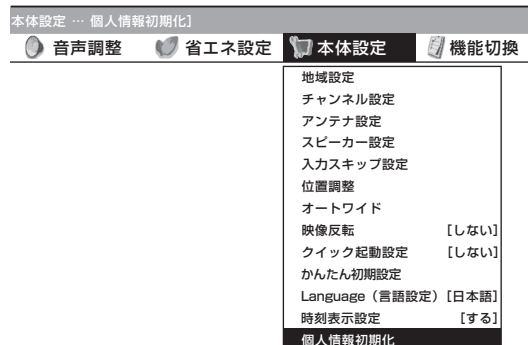 本体設定 … 個人情報初期化]
音声調整 省エネ設定 本体設定 機能切換
地域設定
チャンネル設定
アンテナ設定
スピーカー設定
入力スキップ設定
位置調整
オートワイド
映像反転 [しない]
クイック起動設定 [しない]
かんたん初期設定
Language（言語設定）[日本語]
時刻表示設定 [する]
個人情報初期化